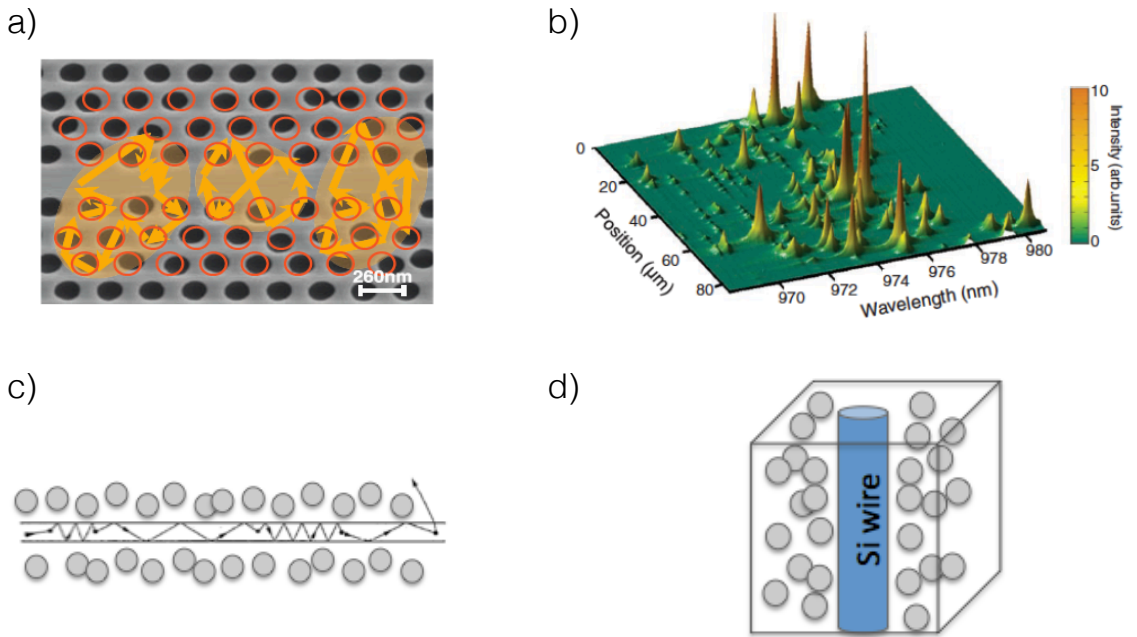 a)
260nm
b)
0
20
40
60
80
Position (µm)
970
972
974
976
978
980
Wavelength (nm)
10
5
0
Intensity (arb.units)
c)
d)
Si wire